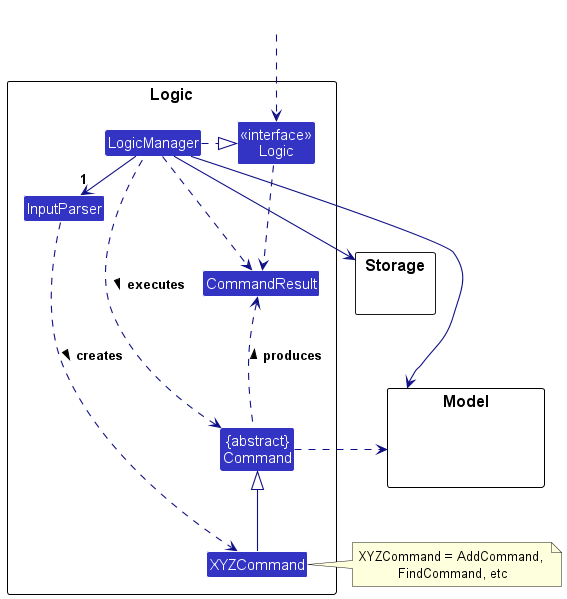 Logic
LogicManager
«interface»
Logic
1
InputParser
Storage
CommandResult
executes
creates
produces
Model
{abstract}
Command
XYZCommand
XYZCommand = AddCommand,
FindCommand, etc